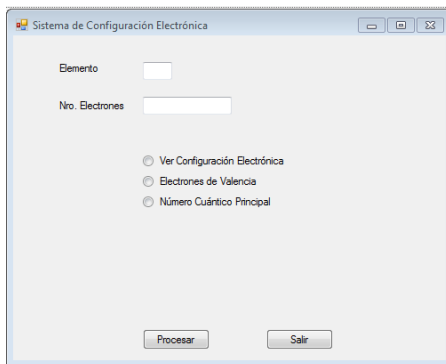 Sistema de Configuración Electrónica
Elemento
Nro. Electrones
Ver Configuración Electrónica
Electrones de Valencia
Número Cuántico Principal
Procesar Salir